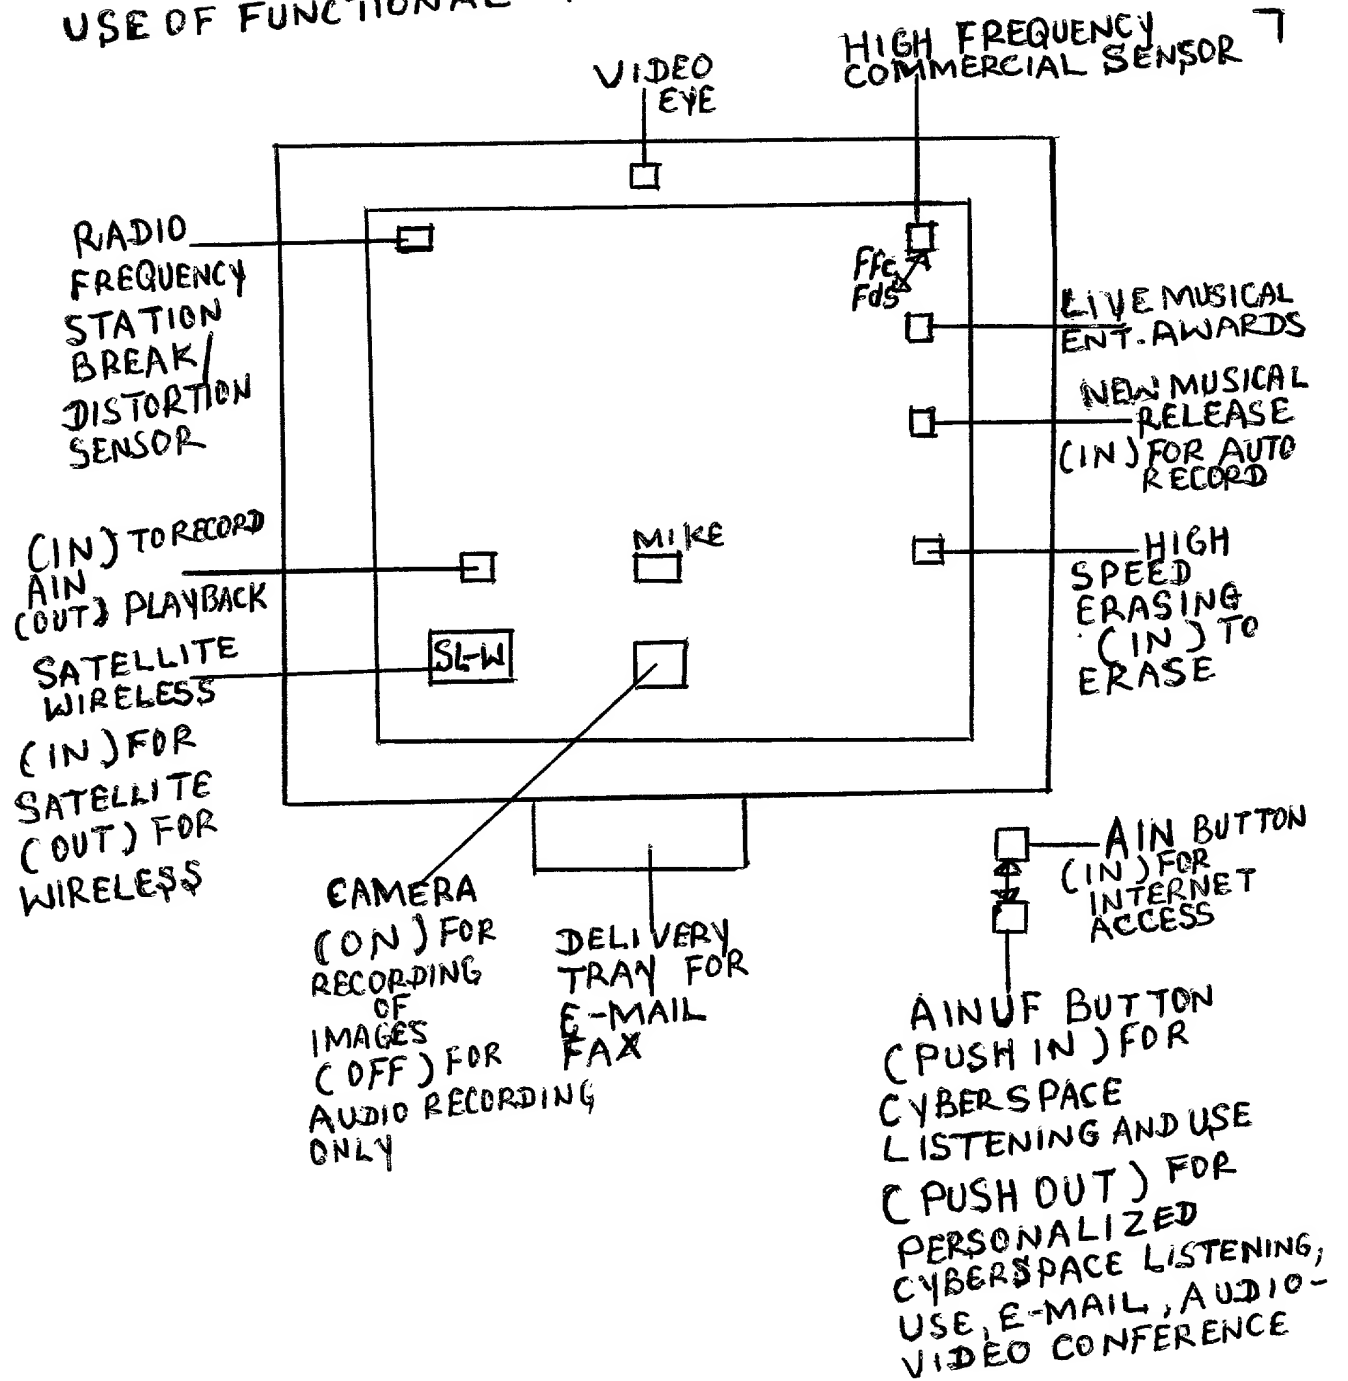 USE OF FUNCTIONAL
7
VIDEO
EYE
HIGH FREQUENCY
COMMERCIAL SENSOR
RADIO
FREQUENCY
STATION
BREAK/
DISTORTION
SENSOR
Ffc
Fds
LIVE MUSICAL
ENT. AWARDS
NEW MUSICAL
RELEASE
(IN) FOR AUTO
RECORD
(IN) TO RECORD
AIN
(OUT) PLAYBACK
MIKE
HIGH
SPEED
ERASING
(IN) TO
ERASE
SATELLITE
WIRELESS
(IN) FOR
SATELLITE
(OUT) FOR
WIRELESS
SL-W
CAMERA
(ON) FOR
RECORDING
OF
IMAGES
(OFF) FOR
AUDIO RECORDING
ONLY
DELIVERY
TRAY FOR
E-MAIL
FAX
AIN BUTTON
(IN) FOR
INTERNET
ACCESS
AINUF BUTTON
(PUSH IN) FOR
CYBERSPACE
LISTENING AND USE
(PUSH OUT) FOR
PERSONALIZED
CYBERSPACE LISTENING,
USE, E-MAIL, AUDIO-
VIDEO CONFERENCE